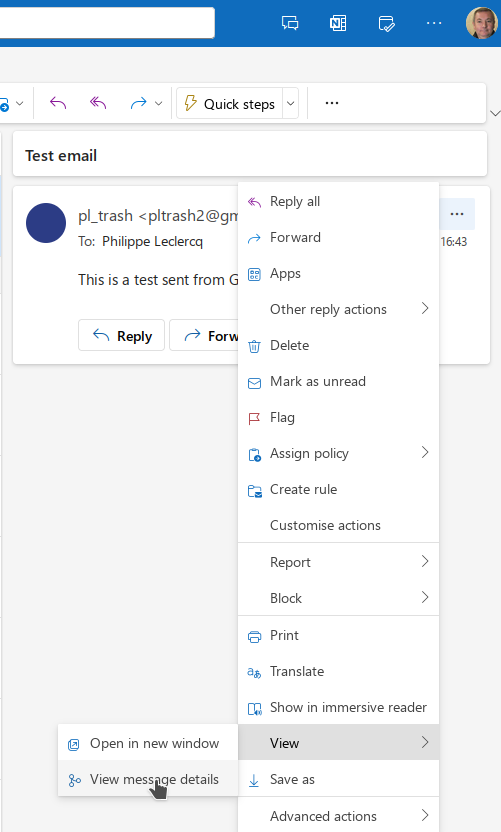 Quick steps
Test email
pl_trash <pltrash2@gm
To: Philippe Leclercq
16:43
This is a test sent from G
Reply
Forw
Reply all
Forward
Apps
Other reply actions
Delete
Mark as unread
Flag
Assign policy
Create rule
Customise actions
Report
Block
Print
Translate
Show in immersive reader
View
Open in new window
View message details
Save as
Advanced actions